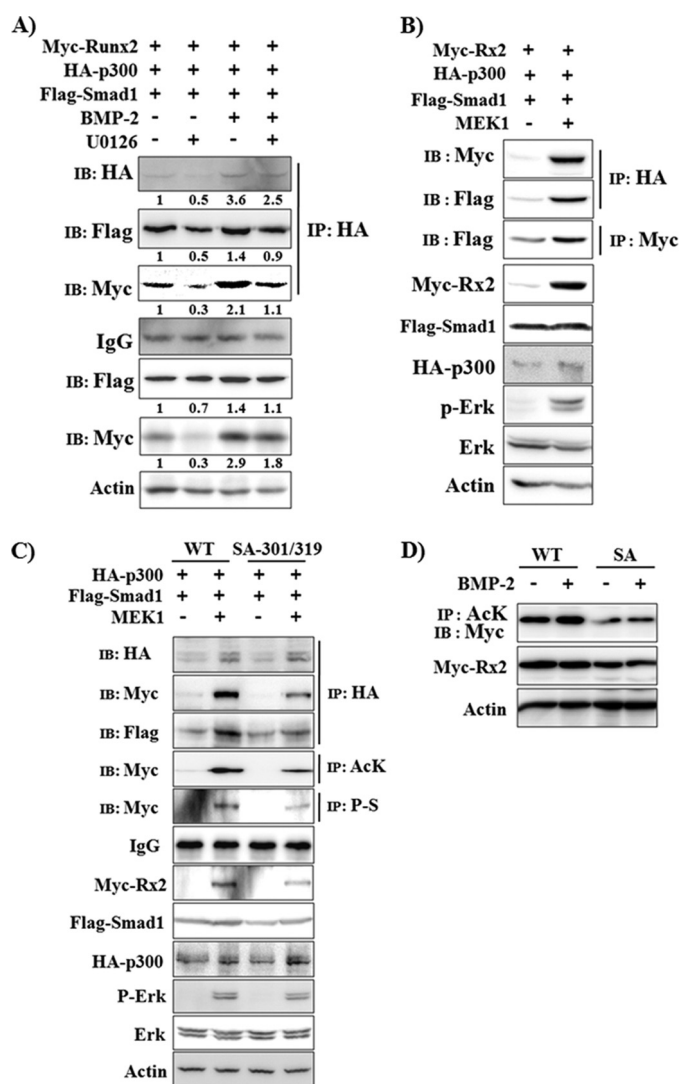 A)
Myc-Runx2 + + + +
HA-p300 + + + +
Flag-Smad1 + + + +
BMP-2 - - + +
U0126 - + - +
IB: HA
1 0.5 3.6 2.5
IB: Flag IP: HA
1 0.5 1.4 0.9
IB: Myc
1 0.3 2.1 1.1
IgG
IB: Flag
1 0.7 1.4 1.1
IB: Myc
1 0.3 2.9 1.8
Actin
B)
Myc-Rx2 + +
HA-p300 + +
Flag-Smad1 + +
MEK1 - +
IB : Myc
IP: HA
IB : Flag
IB : Flag IP: Myc
Myc-Rx2
Flag-Smad1
HA-p300
p-Erk
Erk
Actin
C)
WT SA-301/319
HA-p300 + + + +
Flag-Smad1 + + + +
MEK1 - + - +
IB: HA
IB: Myc IP: HA
IB: Flag
IB: Myc IP: AcK
IB: Myc IP: P-S
IgG
Myc-Rx2
Flag-Smad1
HA-p300
P-Erk
Erk
Actin
D)
WT SA
BMP-2 - + - +
IP: AcK
IB: Myc
Myc-Rx2
Actin